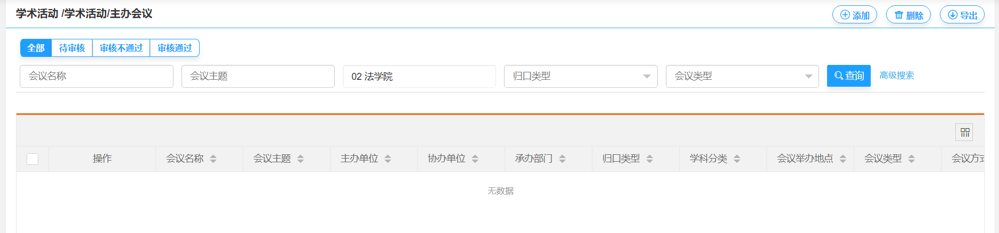 学术活动 /学术活动/主办会议
添加 删除 导出
全部 待审核 审核不通过 审核通过
会议名称 会议主题 02 法学院 归口类型 会议类型 查询 高级搜索
操作 会议名称 会议主题 主办单位 协办单位 承办部门 归口类型 学科分类 会议举办地点 会议类型 会议方式
无数据